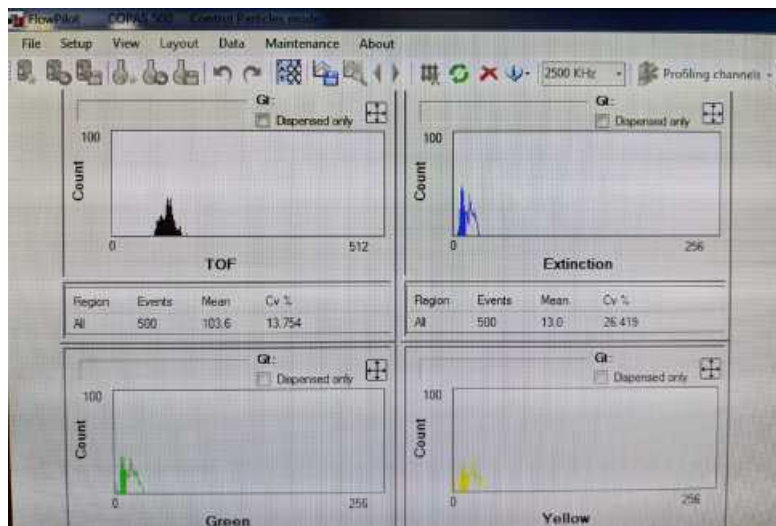 FlowPilot COPAS 500 Control Particles mode
File Setup View Layout Data Maintenance About
2500 KHz Profiling channels
Gt:
Dispensed only
100
Count
0 512
TOF
Gt:
Dispensed only
100
Count
0 256
Extinction
Region Events Mean Cv %
All 500 103.6 13.754
Region Events Mean Cv %
All 500 13.0 26.419
Gt:
Dispensed only
100
Count
0 256
Green
Gt:
Dispensed only
100
Count
0 256
Yellow